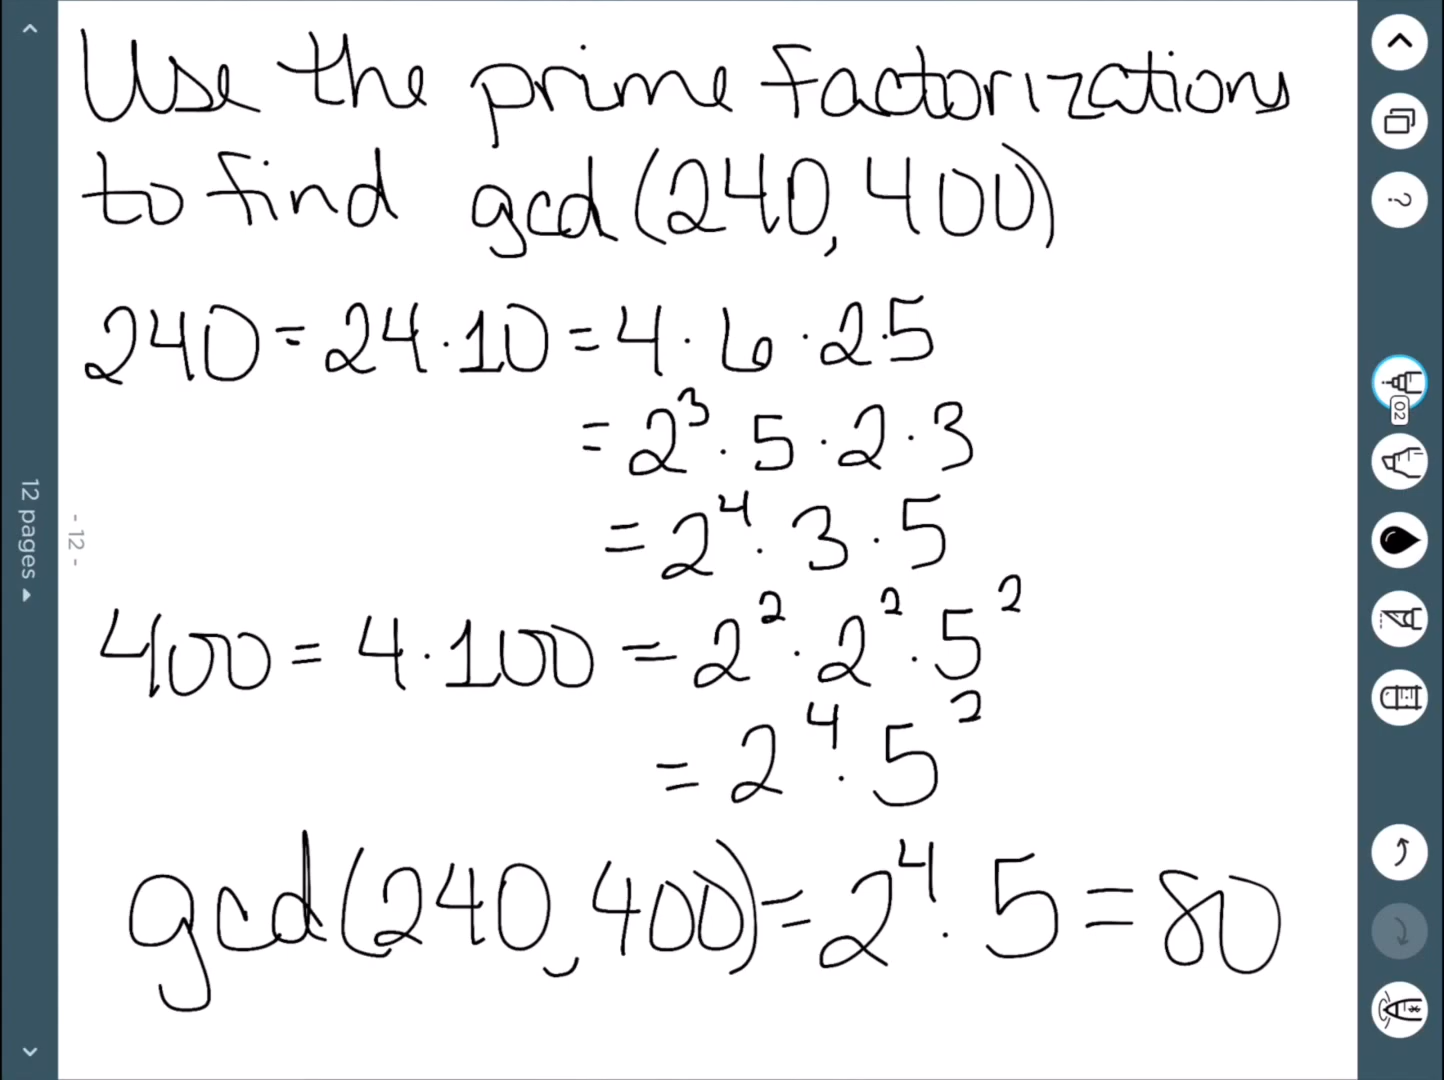 Use the prime factorizations
to find gcd(240, 400)
240 = 24 · 10 = 4 · 6 · 2·5
= 2³ · 5 · 2 · 3
= 2⁴ · 3 · 5
400 = 4 · 100 = 2² · 2² · 5²
= 2⁴ · 5²
gcd(240, 400) = 2⁴ · 5 = 80
12 pages
- 12 -
?
02